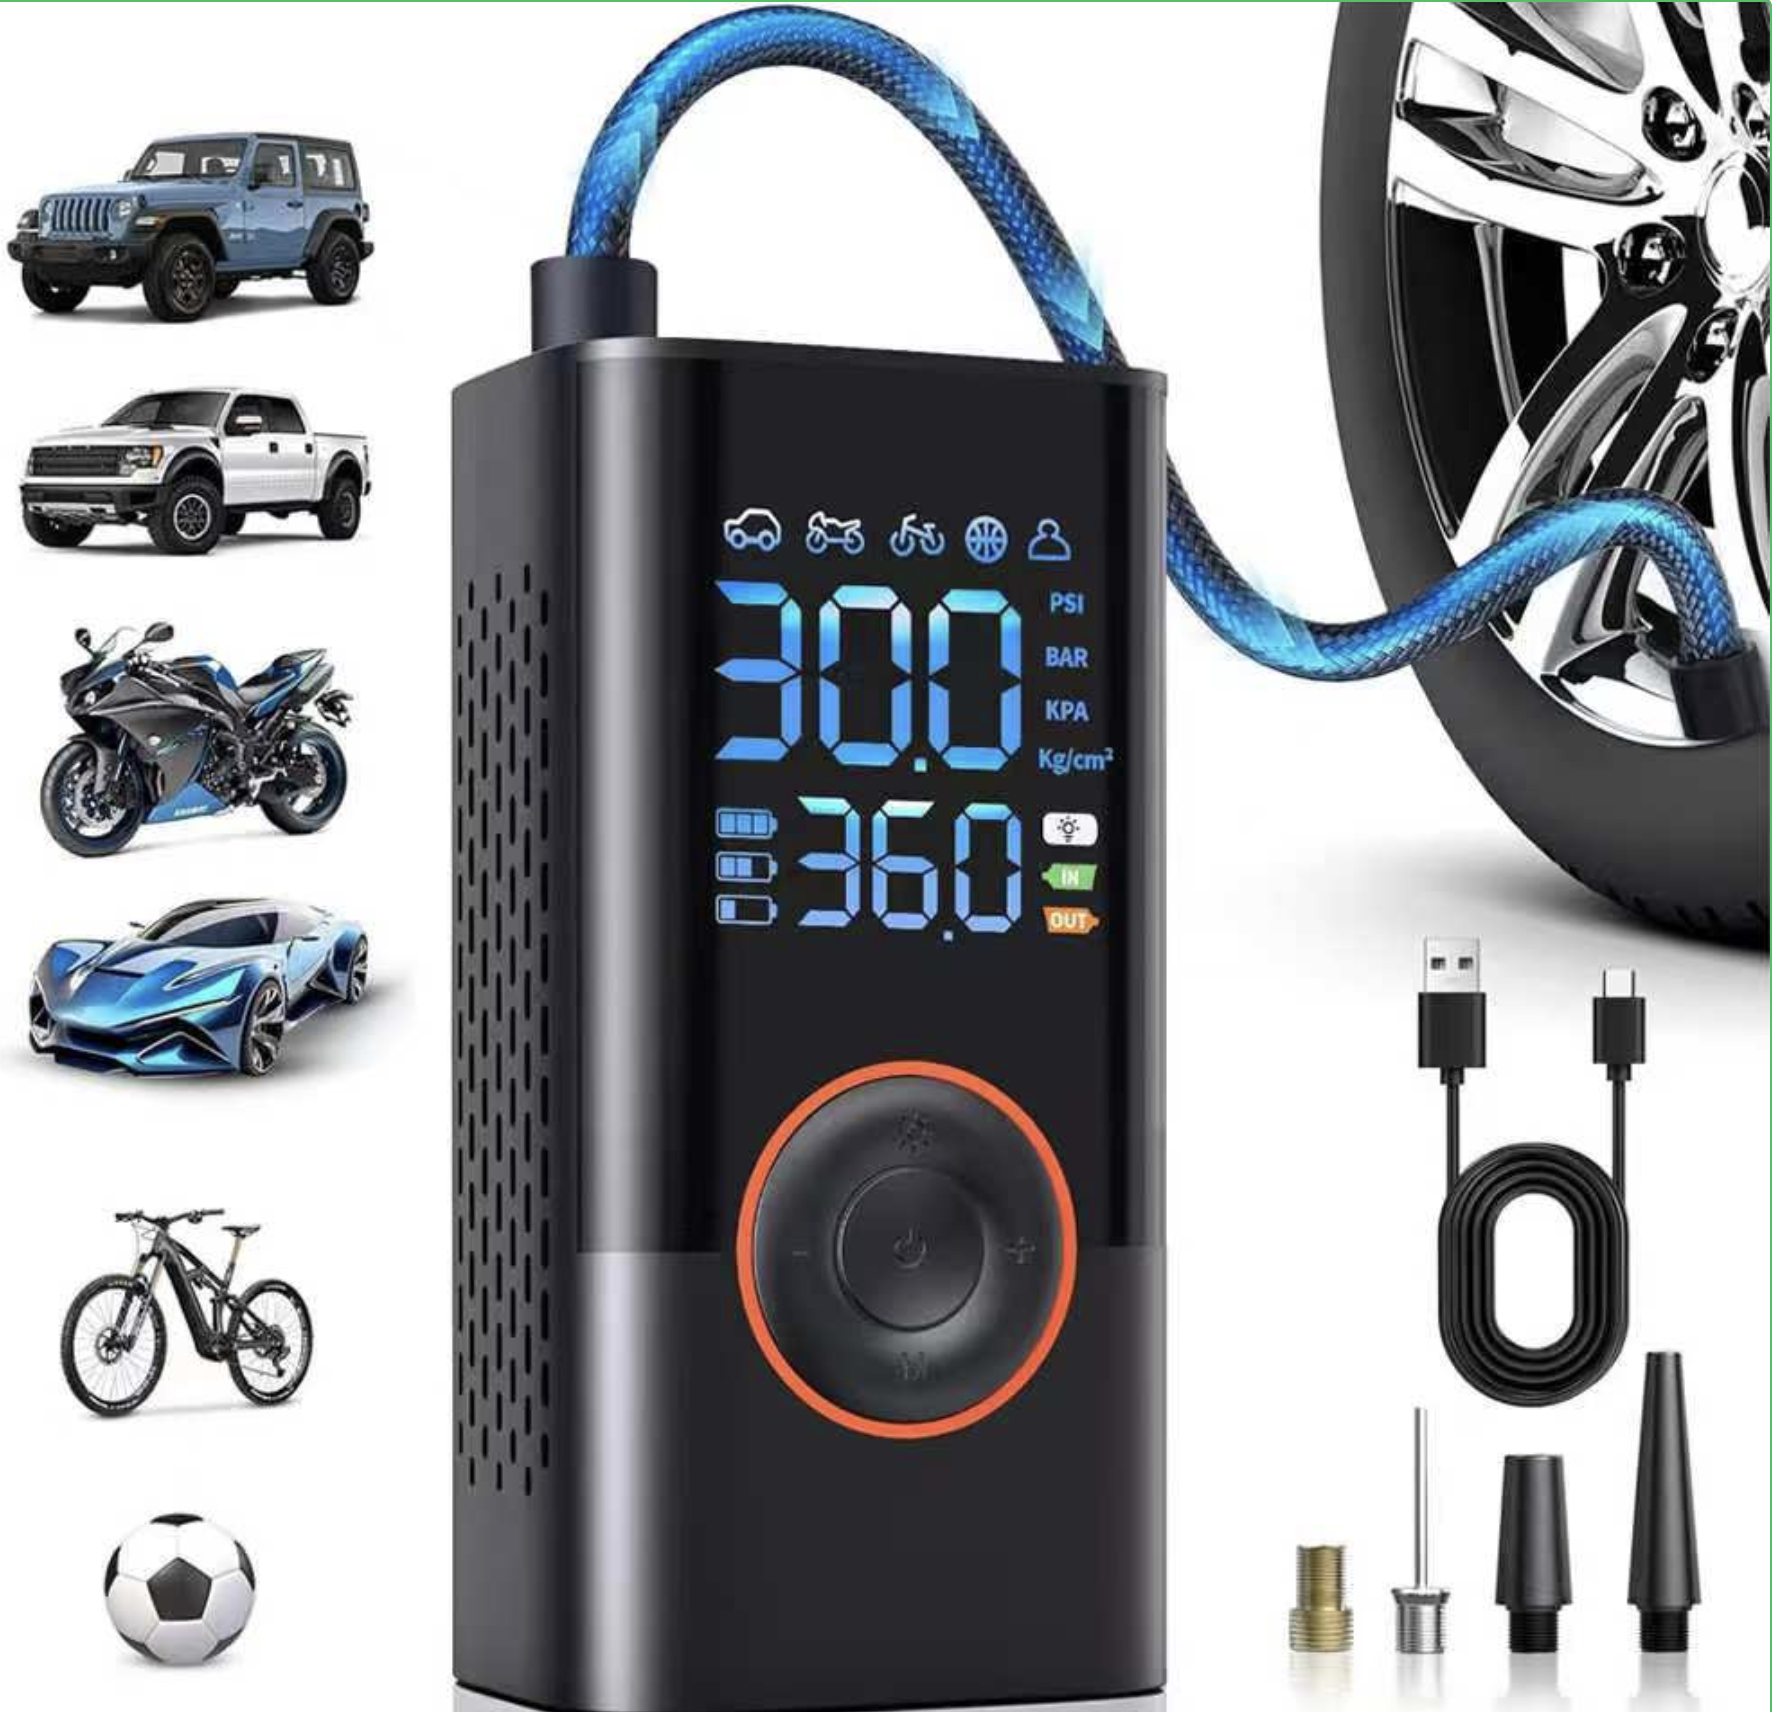 30.0
PSI
BAR
KPA
Kg/cm²
36.0
IN
OUT